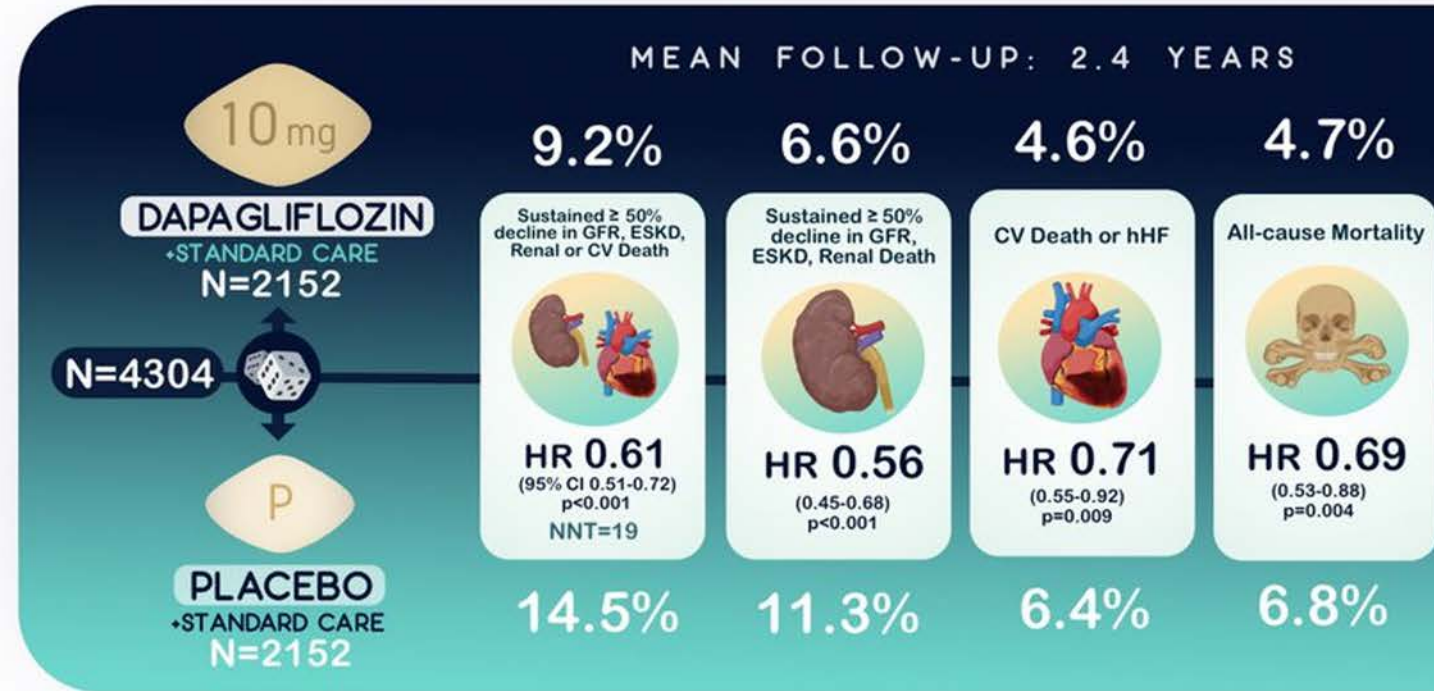 MEAN FOLLOW-UP: 2.4 YEARS
10 mg
DAPAGLIFLOZIN
+STANDARD CARE
N=2152
N=4304
P
PLACEBO
+STANDARD CARE
N=2152
9.2%
Sustained ≥ 50%
decline in GFR, ESKD,
Renal or CV Death
HR 0.61
(95% CI 0.51-0.72)
p<0.001
NNT=19
14.5%
6.6%
Sustained ≥ 50%
decline in GFR,
ESKD, Renal Death
HR 0.56
(0.45-0.68)
p<0.001
11.3%
4.6%
CV Death or hHF
HR 0.71
(0.55-0.92)
p=0.009
6.4%
4.7%
All-cause Mortality
HR 0.69
(0.53-0.88)
p=0.004
6.8%